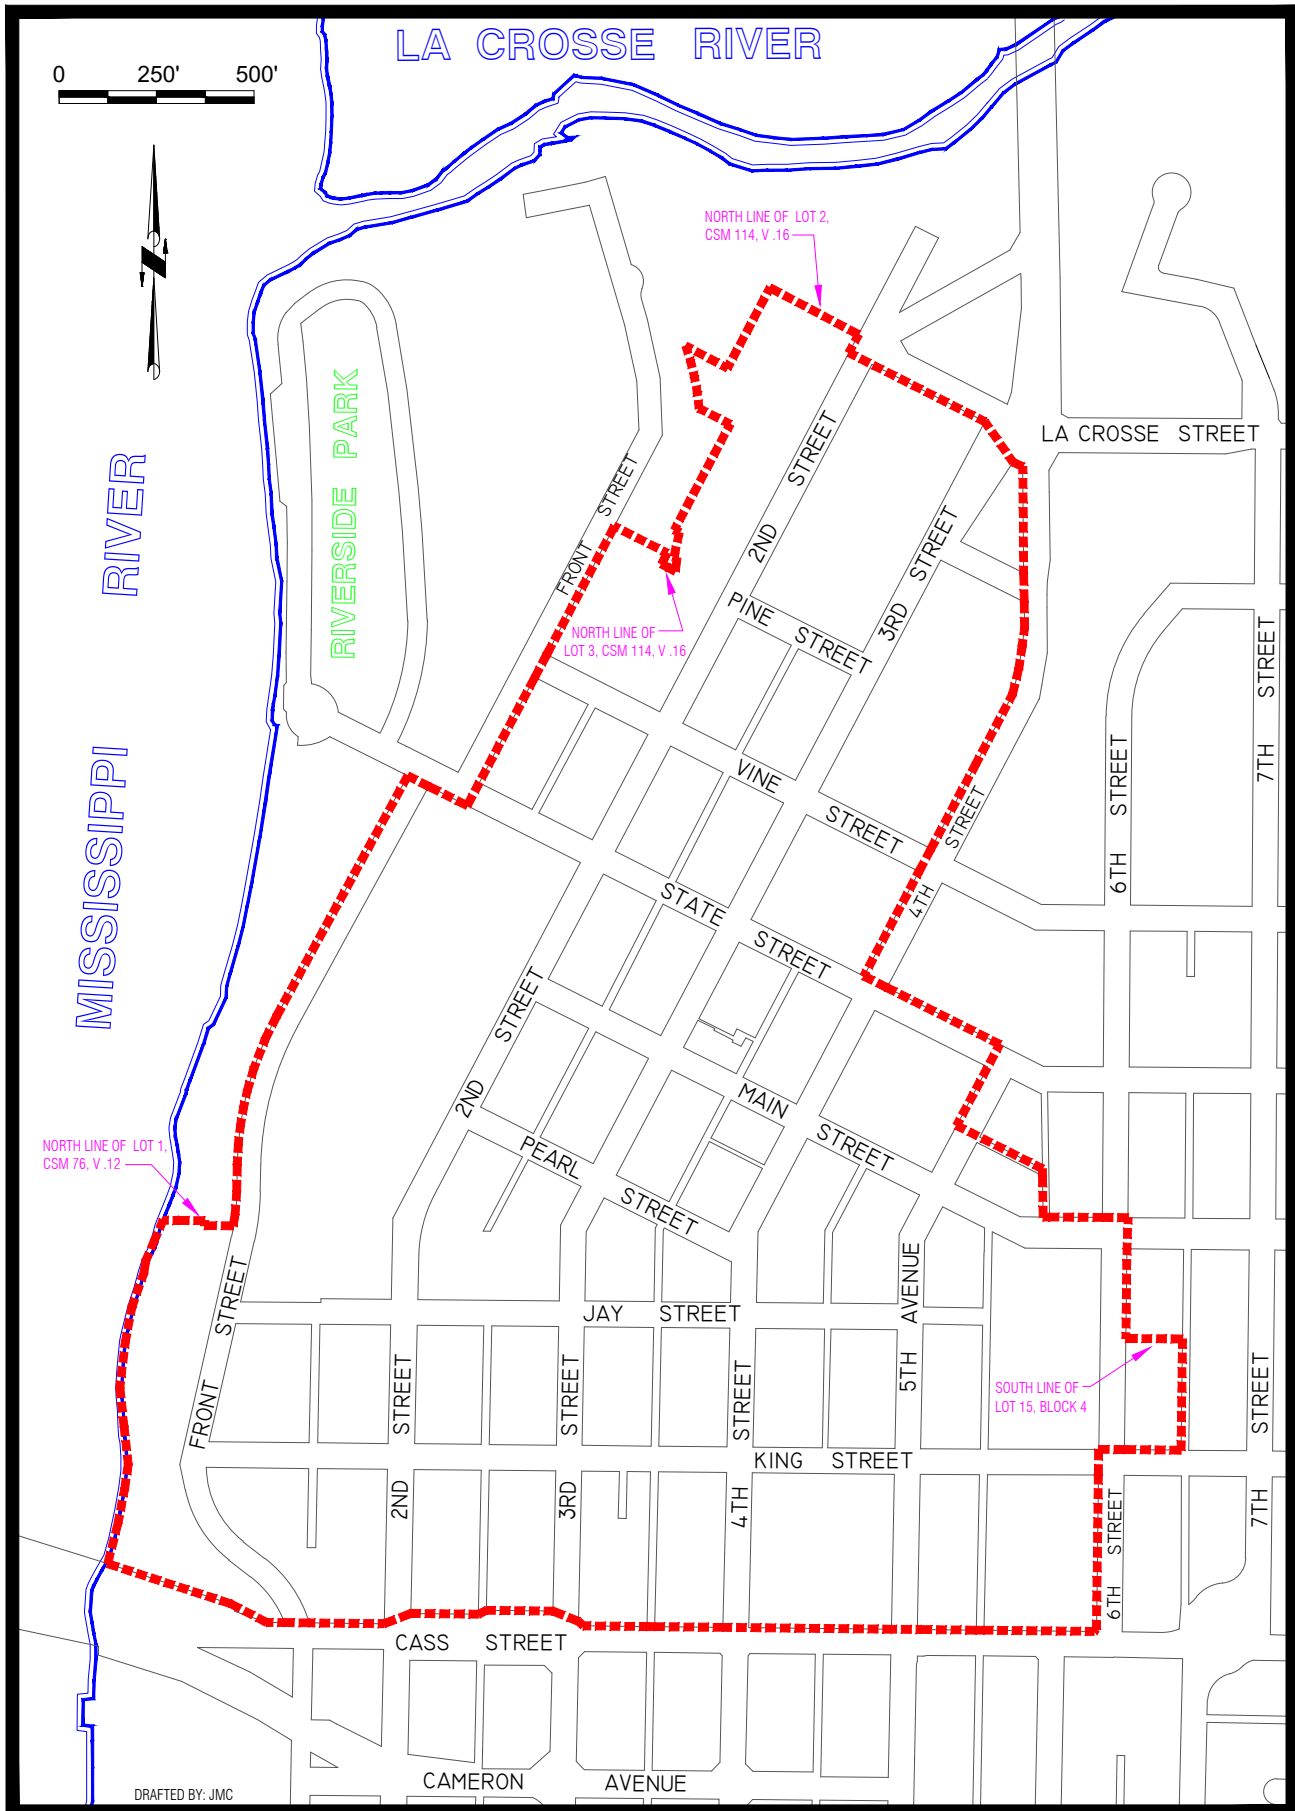 LA CROSSE RIVER
0 250' 500'
NORTH LINE OF LOT 2,
CSM 114, V .16
RIVERSIDE PARK
LA CROSSE STREET
MISSISSIPPI RIVER
FRONT STREET
2ND STREET
3RD STREET
PINE STREET
NORTH LINE OF
LOT 3, CSM 114, V .16
7TH STREET
6TH STREET
VINE STREET
4TH STREET
STATE STREET
2ND STREET
MAIN STREET
PEARL STREET
NORTH LINE OF LOT 1,
CSM 76, V .12
FRONT STREET
JAY STREET
5TH AVENUE
FRONT
2ND STREET
3RD STREET
4TH STREET
SOUTH LINE OF
LOT 15, BLOCK 4
7TH STREET
KING STREET
6TH STREET
CASS STREET
CAMERON AVENUE
DRAFTED BY: JMC